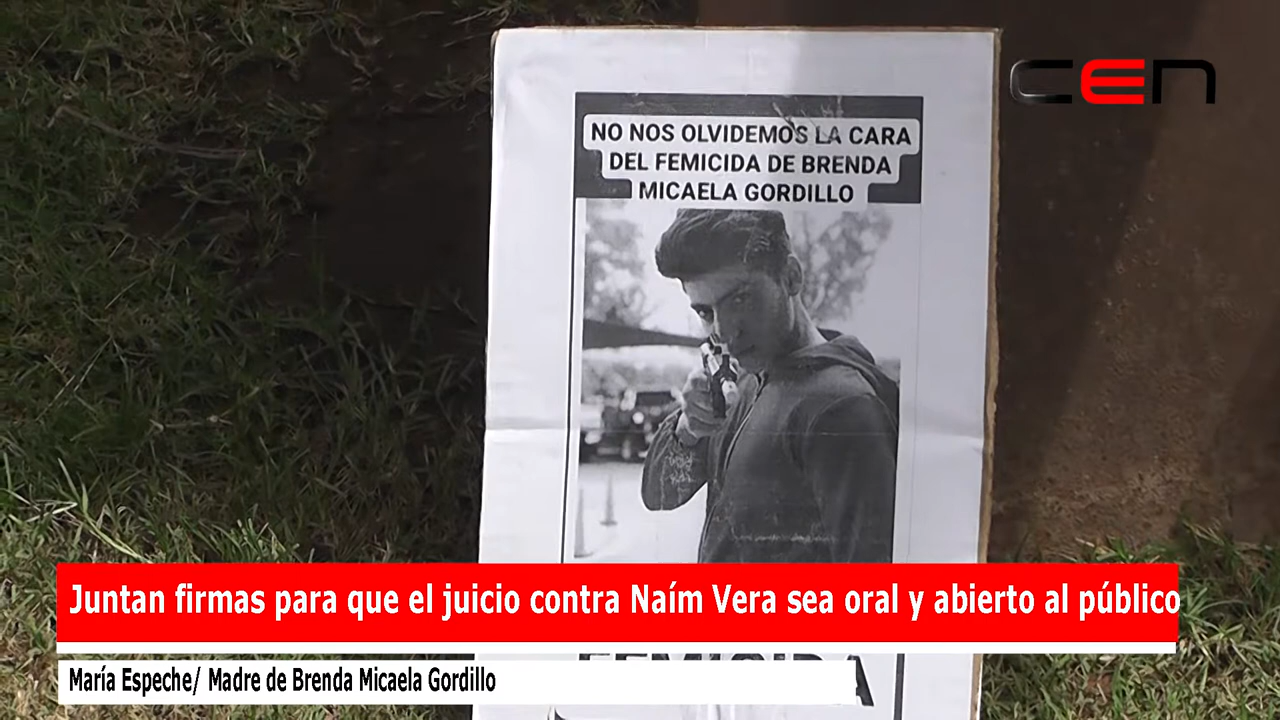 CEN
NO NOS OLVIDEMOS LA CARA
DEL FEMICIDA DE BRENDA
MICAELA GORDILLO
Juntan firmas para que el juicio contra Naím Vera sea oral y abierto al público
FEMICIDA
María Espeche/ Madre de Brenda Micaela Gordillo